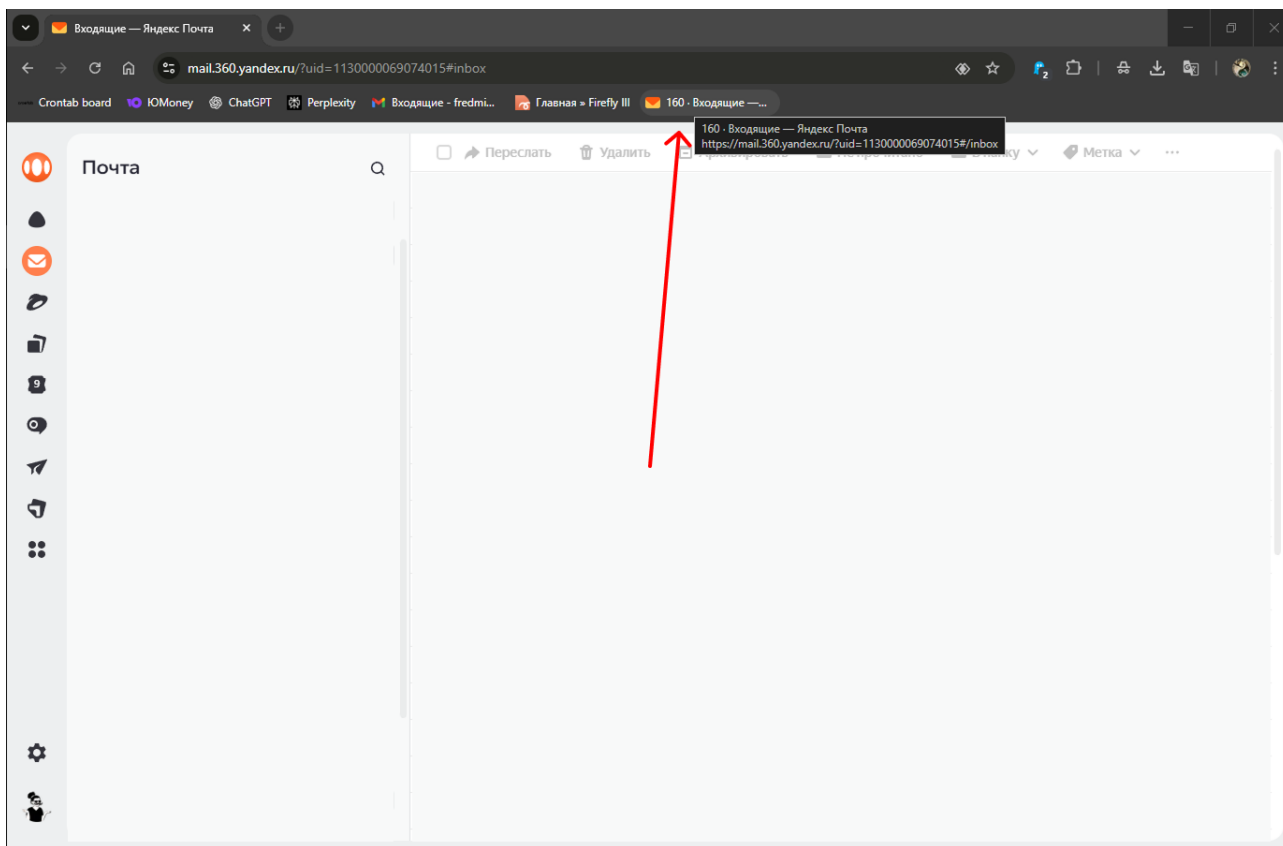 Входящие — Яндекс Почта
mail.360.yandex.ru/?uid=1130000069074015#inbox
2
Crontab board ЮMoney ChatGPT Perplexity Входящие - fredmi... Главная » Firefly III 160 · Входящие —...
160 · Входящие — Яндекс Почта
https://mail.360.yandex.ru/?uid=1130000069074015#/inbox
Почта
Переслать Удалить Метка ...
9